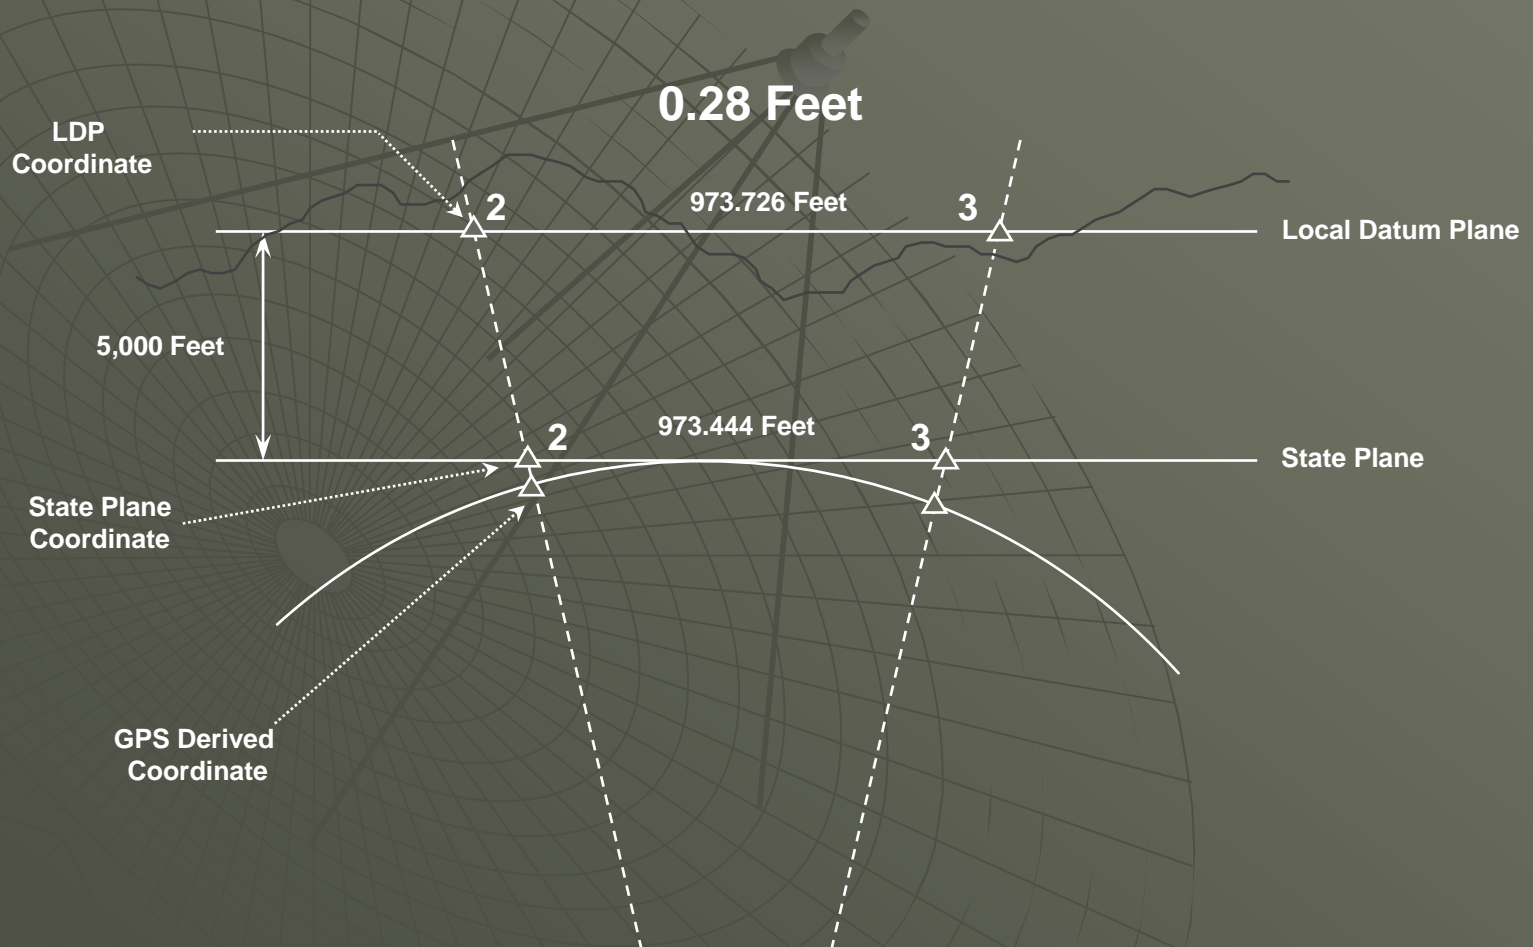 0.28 Feet
LDP
Coordinate
2
973.726 Feet
3
Local Datum Plane
5,000 Feet
2
973.444 Feet
3
State Plane
State Plane
Coordinate
GPS Derived
Coordinate